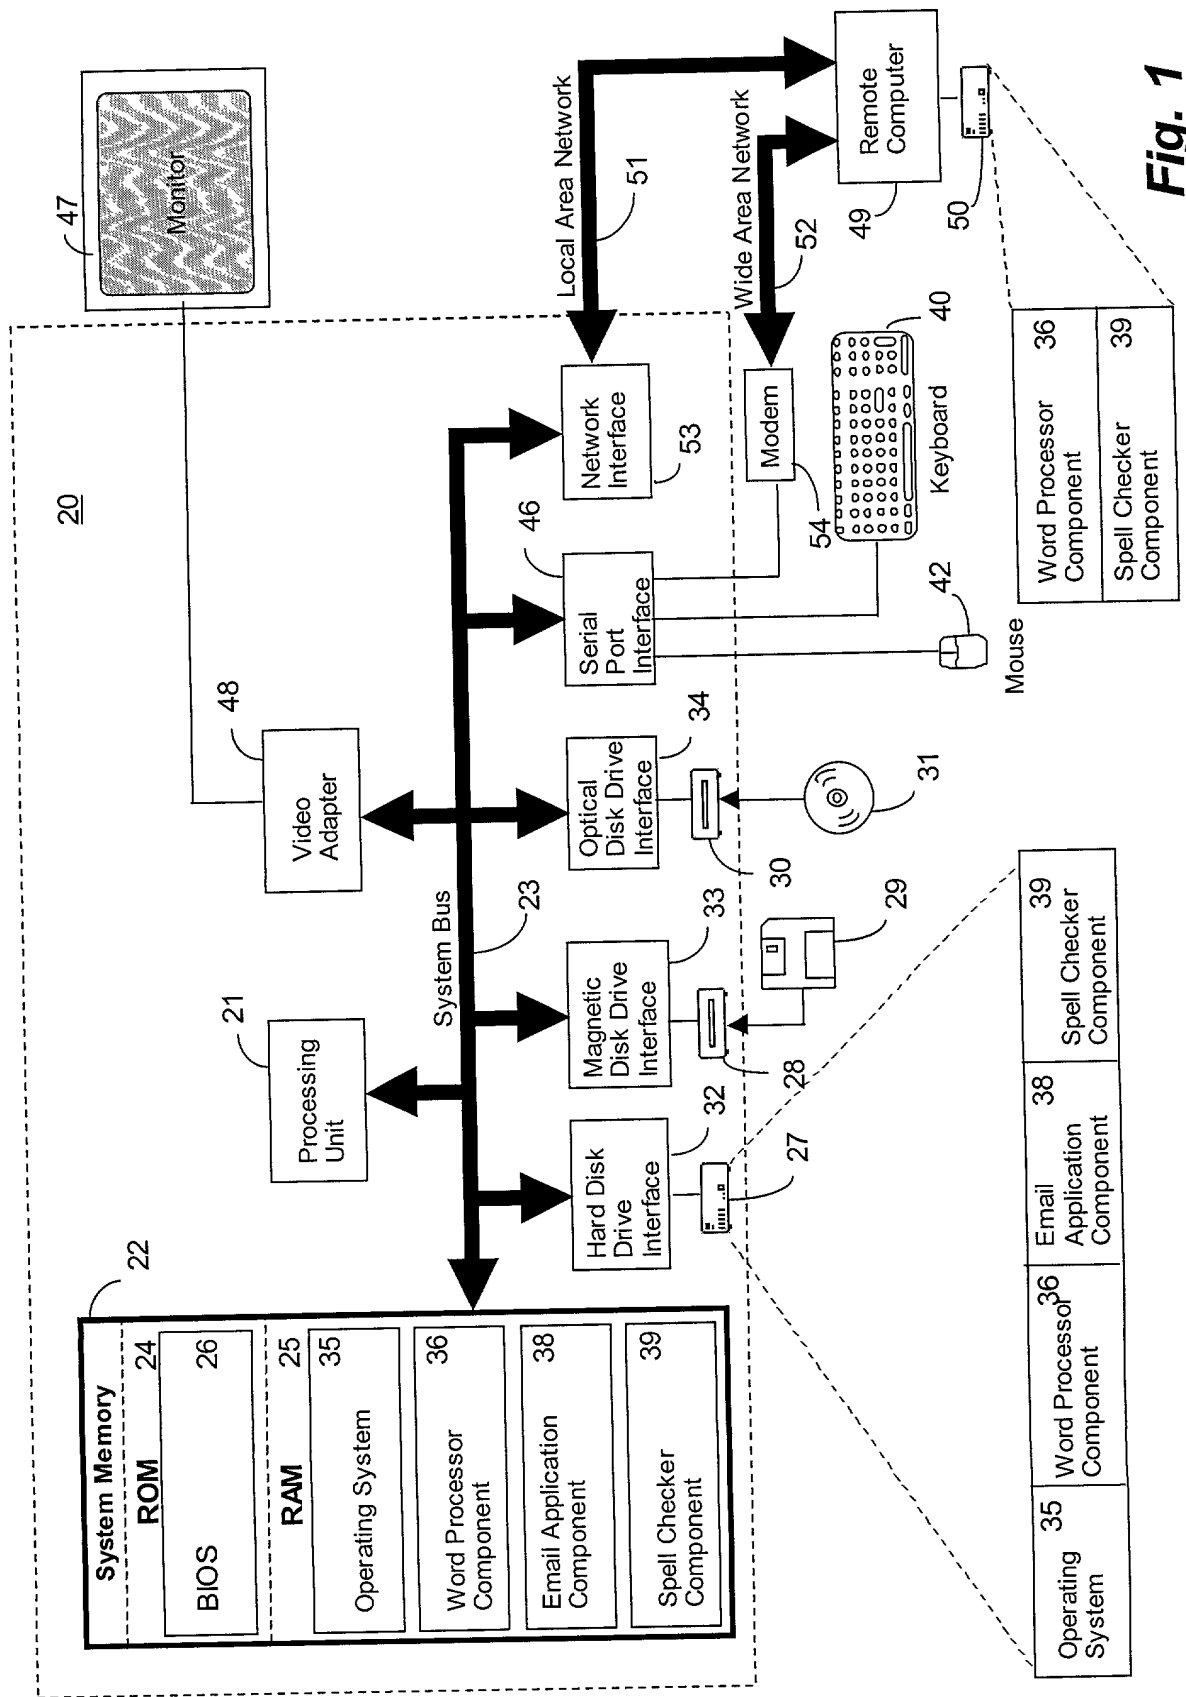 20
47
Monitor
System Memory
22
ROM
24
BIOS
26
RAM
25
Operating System
35
Word Processor
Component
36
Email Application
Component
38
Spell Checker
Component
39
21
Processing
Unit
48
Video
Adapter
System Bus
23
Hard Disk
Drive
Interface
32
Magnetic
Disk Drive
Interface
33
Optical
Disk Drive
Interface
34
Serial
Port
Interface
46
Network
Interface
53
Local Area Network
51
27
28
29
30
31
Modem
54
Wide Area Network
52
Mouse
42
Keyboard
40
Remote
Computer
49
50
Operating
System
35
Word Processor
Component
36
Email
Application
Component
38
Spell Checker
Component
39
Word Processor
Component
36
Spell Checker
Component
39
Fig. 1